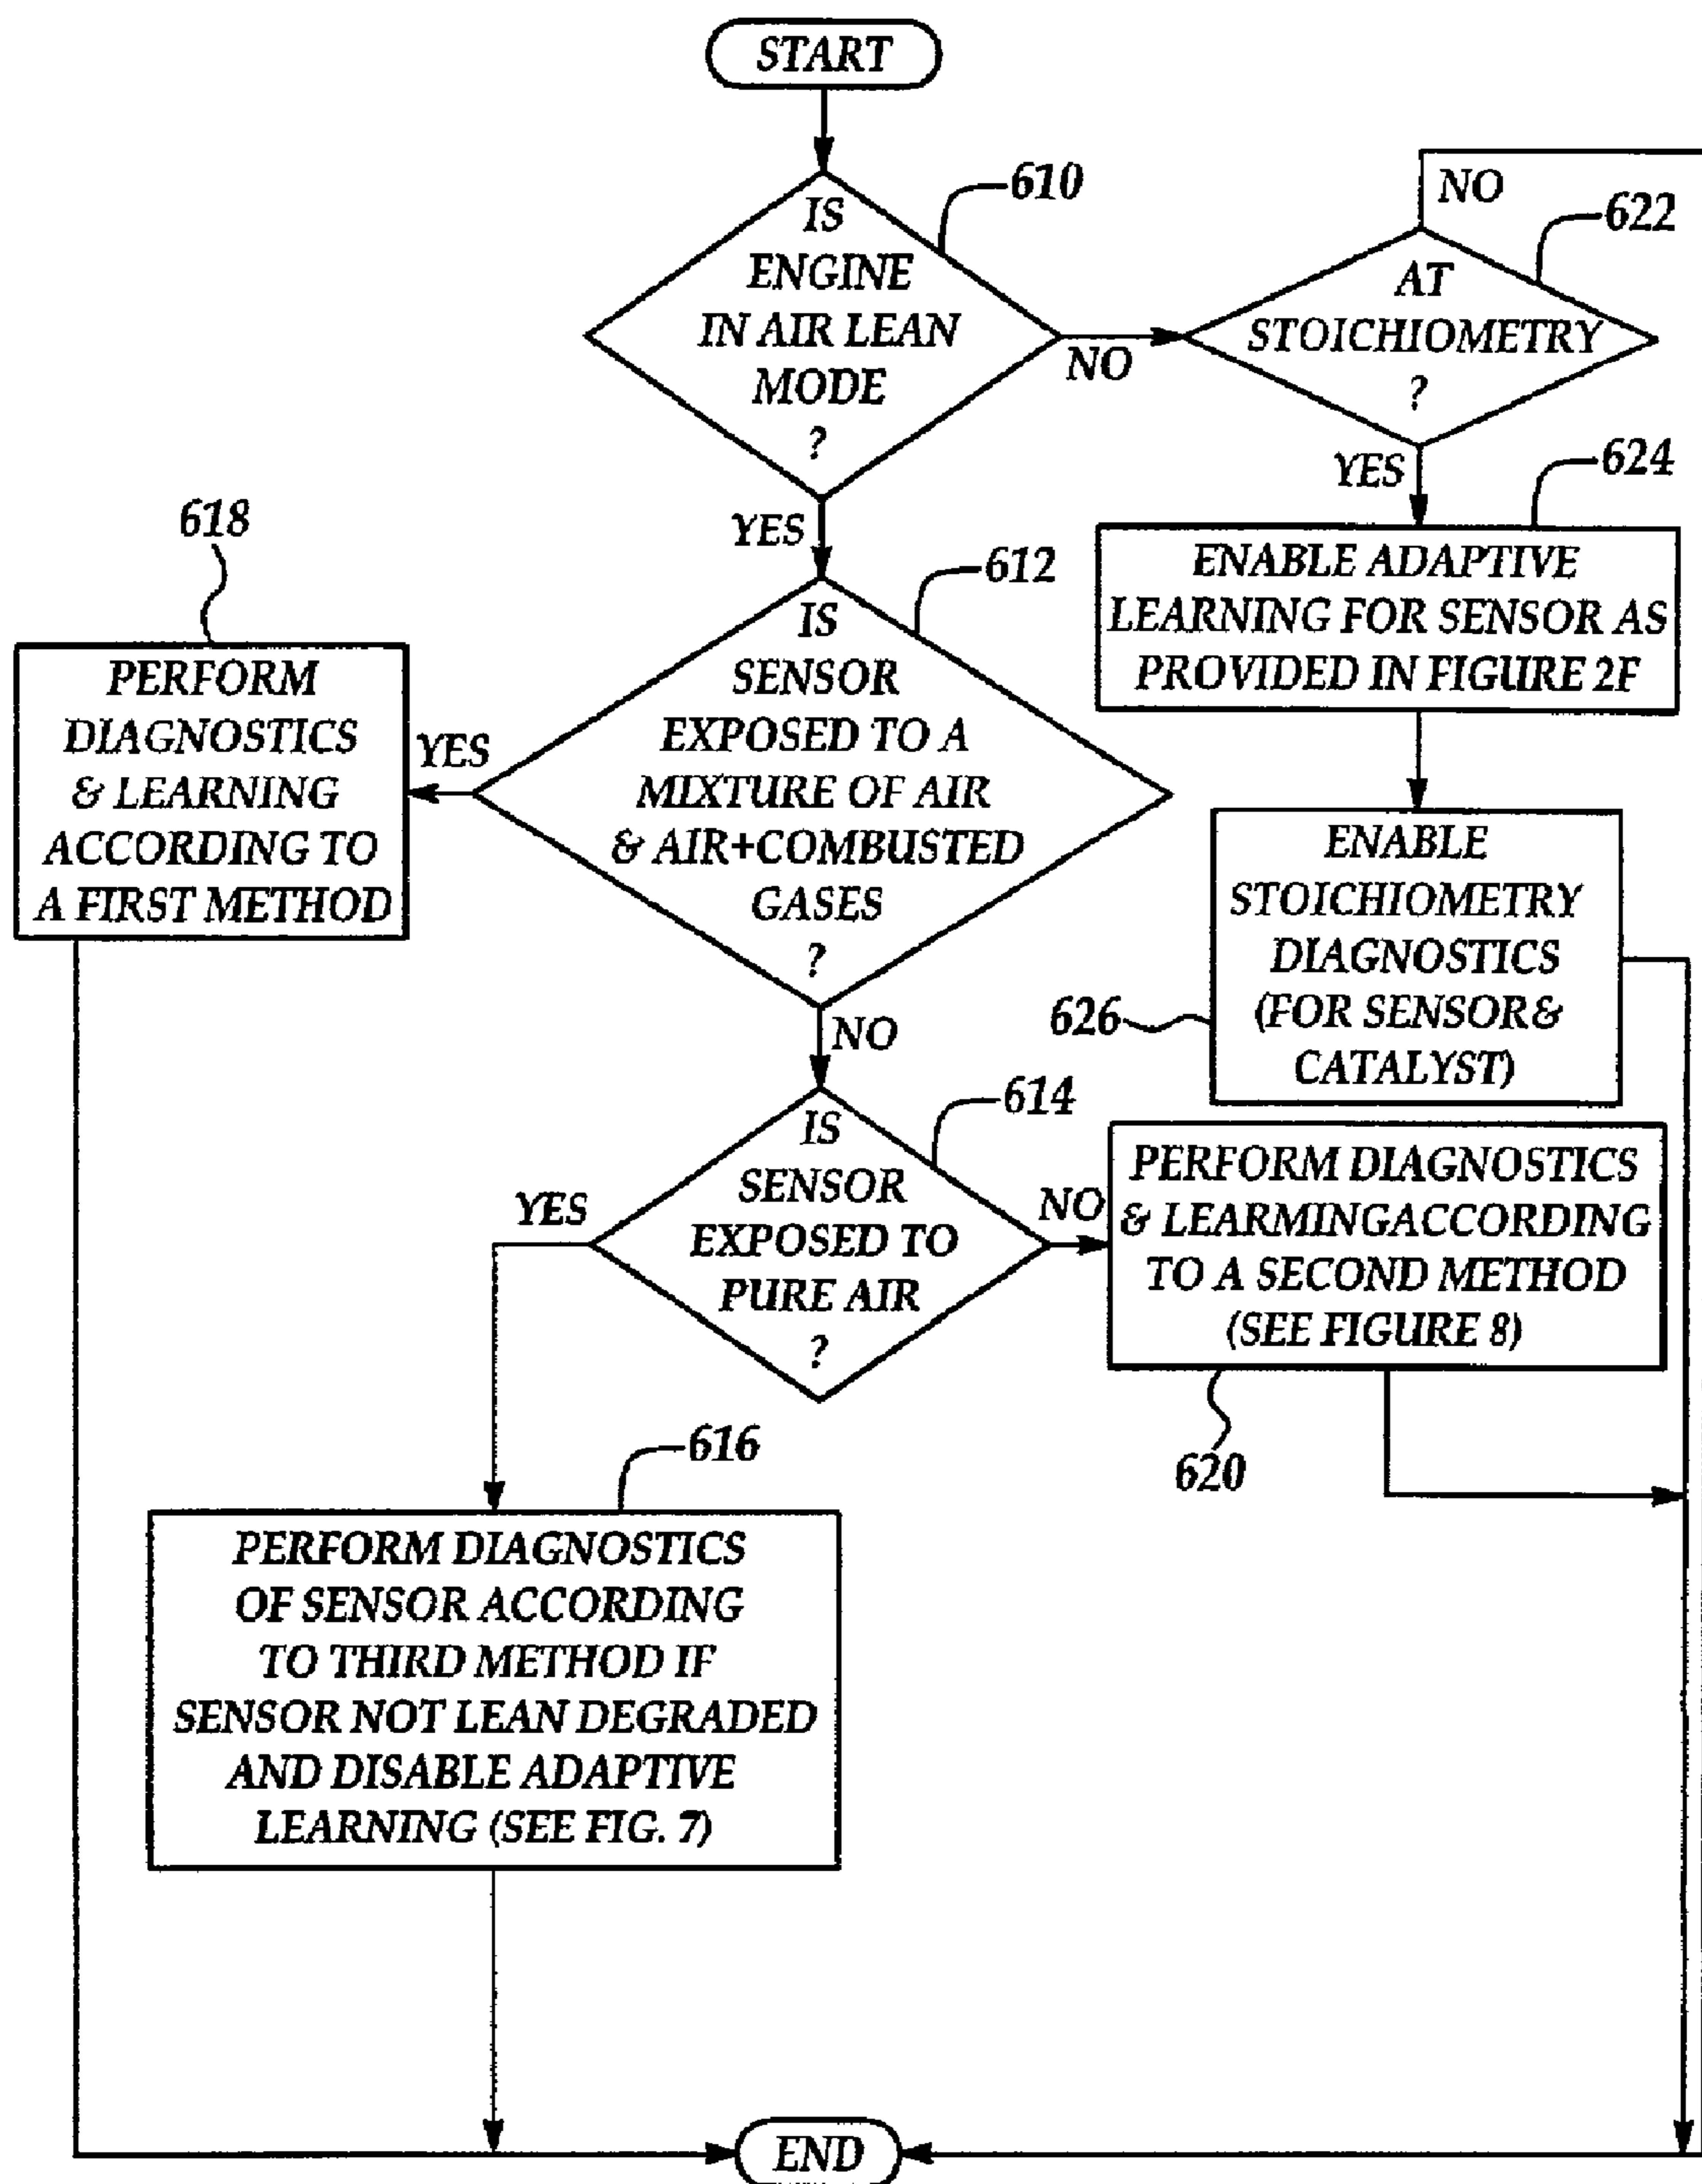 START
610
IS
ENGINE
IN AIR LEAN
MODE
?
NO
YES
NO
622
AT
STOICHIOMETRY
?
YES
624
ENABLE ADAPTIVE
LEARNING FOR SENSOR AS
PROVIDED IN FIGURE 2F
618
PERFORM
DIAGNOSTICS
& LEARNING
ACCORDING TO
A FIRST METHOD
YES
612
IS
SENSOR
EXPOSED TO A
MIXTURE OF AIR
& AIR+COMBUSTED
GASES
?
NO
ENABLE
STOICHIOMETRY
DIAGNOSTICS
(FOR SENSOR&
CATALYST)
626
614
IS
SENSOR
EXPOSED TO
PURE AIR
?
YES
NO
PERFORM DIAGNOSTICS
& LEARMINGACCORDING
TO A SECOND METHOD
(SEE FIGURE 8)
620
616
PERFORM DIAGNOSTICS
OF SENSOR ACCORDING
TO THIRD METHOD IF
SENSOR NOT LEAN DEGRADED
AND DISABLE ADAPTIVE
LEARNING (SEE FIG. 7)
END